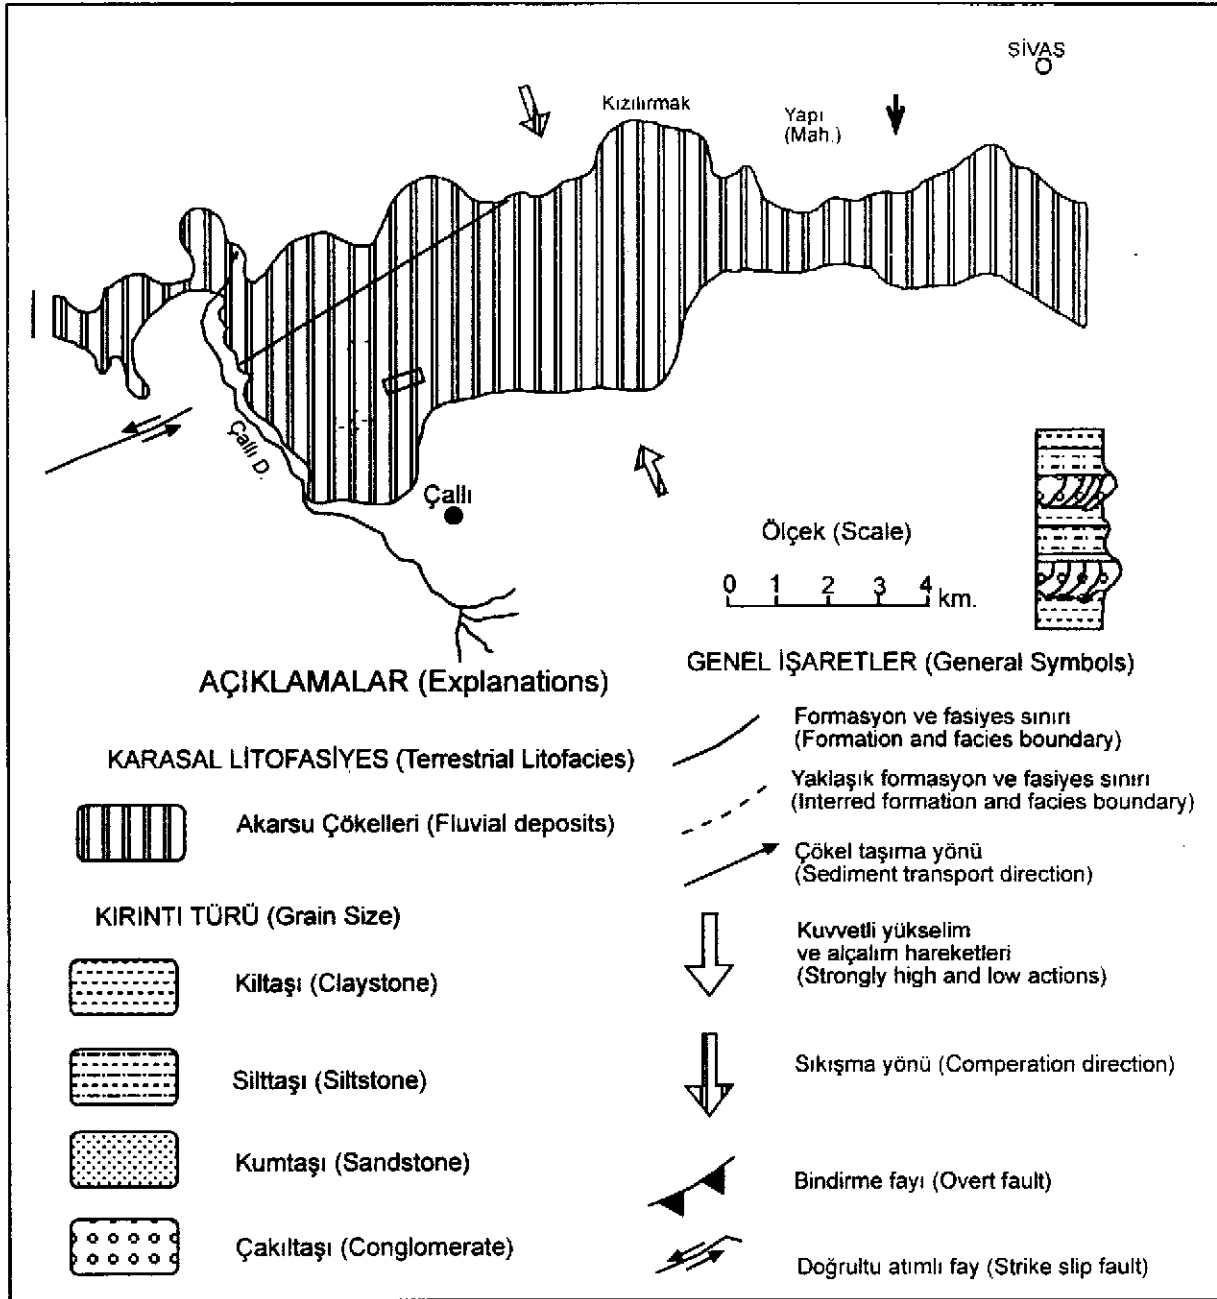 SİVAS
Kızılırmak
Yapı
(Mah.)
Çallı D.
Çallı
Ölçek (Scale)
0 1 2 3 4 km.
AÇIKLAMALAR (Explanations)
KARASAL LİTOFASİYES (Terrestrial Litofacies)
Akarsu Çökelleri (Fluvial deposits)
KIRINTI TÜRÜ (Grain Size)
Kiltaşı (Claystone)
Silttaşı (Siltstone)
Kumtaşı (Sandstone)
Çakıltaşı (Conglomerate)
GENEL İŞARETLER (General Symbols)
Formasyon ve fasiyes sınırı
(Formation and facies boundary)
Yaklaşık formasyon ve fasiyes sınırı
(Interred formation and facies boundary)
Çökel taşıma yönü
(Sediment transport direction)
Kuvvetli yükselim
ve alçalım hareketleri
(Strongly high and low actions)
Sıkışma yönü (Comperation direction)
Bindirme fayı (Overt fault)
Doğrultu atımlı fay (Strike slip fault)